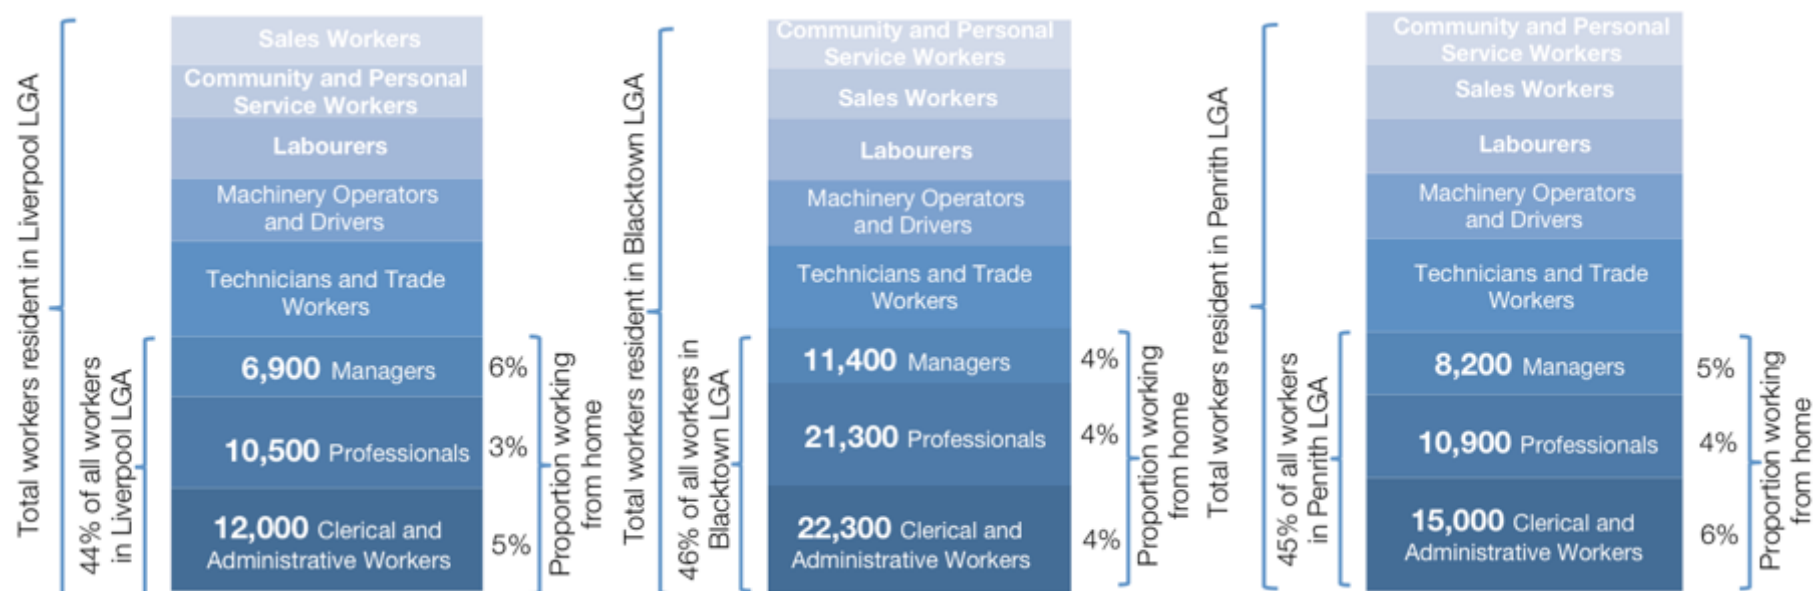 Total workers resident in Liverpool LGA
44% of all workers
in Liverpool LGA
Sales Workers
Community and Personal
Service Workers
Labourers
Machinery Operators
and Drivers
Technicians and Trade
Workers
6,900 Managers
10,500 Professionals
12,000 Clerical and
Administrative Workers
6%
3%
5%
Proportion working
from home
Total workers resident in Blacktown LGA
46% of all workers in
Blacktown LGA
Community and Personal
Service Workers
Sales Workers
Labourers
Machinery Operators
and Drivers
Technicians and Trade
Workers
11,400 Managers
21,300 Professionals
22,300 Clerical and
Administrative Workers
4%
4%
4%
Proportion working
from home
Total workers resident in Penrith LGA
45% of all workers
in Penrith LGA
Community and Personal
Service Workers
Sales Workers
Labourers
Machinery Operators
and Drivers
Technicians and Trade
Workers
8,200 Managers
10,900 Professionals
15,000 Clerical and
Administrative Workers
5%
4%
6%
Proportion working
from home